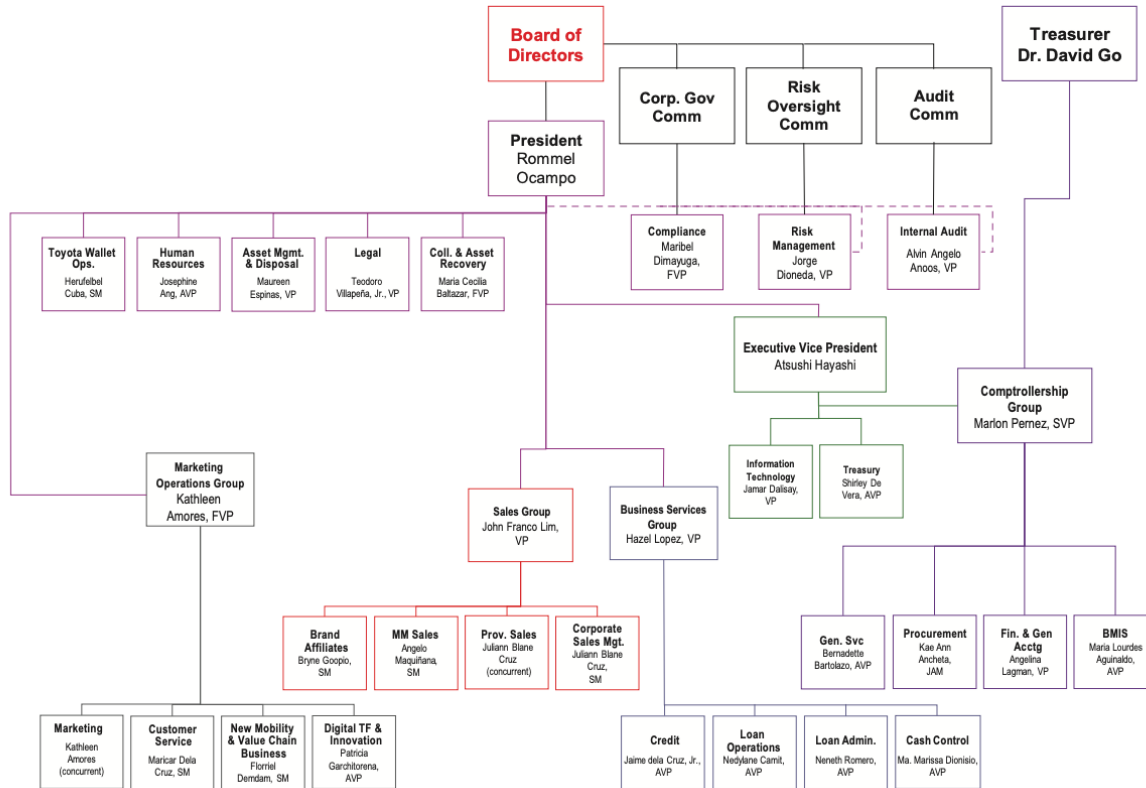 Board of
Directors
Treasurer
Dr. David Go
Corp. Gov
Comm
Risk
Oversight
Comm
Audit
Comm
President
Rommel
Ocampo
Toyota Wallet
Ops.
Herufelbel
Cuba, SM
Human
Resources
Josephine
Ang, AVP
Asset Mgmt.
& Disposal
Maureen
Espinas, VP
Legal
Teodoro
Villapeña, Jr., VP
Coll. & Asset
Recovery
Maria Cecilia
Baltazar, FVP
Compliance
Maribel
Dimayuga,
FVP
Risk
Management
Jorge
Dioneda, VP
Internal Audit
Alvin Angelo
Anoos, VP
Executive Vice President
Atsushi Hayashi
Comptrollership
Group
Marlon Pernez, SVP
Information
Technology
Jamar Dalisay,
VP
Treasury
Shirley De
Vera, AVP
Marketing
Operations Group
Kathleen
Amores, FVP
Sales Group
John Franco Lim,
VP
Business Services
Group
Hazel Lopez, VP
Brand
Affiliates
Bryne Goopio,
SM
MM Sales
Angelo
Maquiñana,
SM
Prov. Sales
Juliann Blane
Cruz
(concurrent)
Corporate
Sales Mgt.
Juliann Blane
Cruz,
SM
Gen. Svc
Bernadette
Bartolazo, AVP
Procurement
Kae Ann
Ancheta,
JAM
Fin. & Gen
Acctg
Angelina
Lagman, VP
BMIS
Maria Lourdes
Aguinaldo,
AVP
Marketing
Kathleen
Amores
(concurrent)
Customer
Service
Maricar Dela
Cruz, SM
New Mobility
& Value Chain
Business
Florriel
Demdam, SM
Digital TF &
Innovation
Patricia
Garchitorena,
AVP
Credit
Jaime dela Cruz, Jr.,
AVP
Loan
Operations
Nedylane Camit,
AVP
Loan Admin.
Neneth Romero,
AVP
Cash Control
Ma. Marissa Dionisio,
AVP